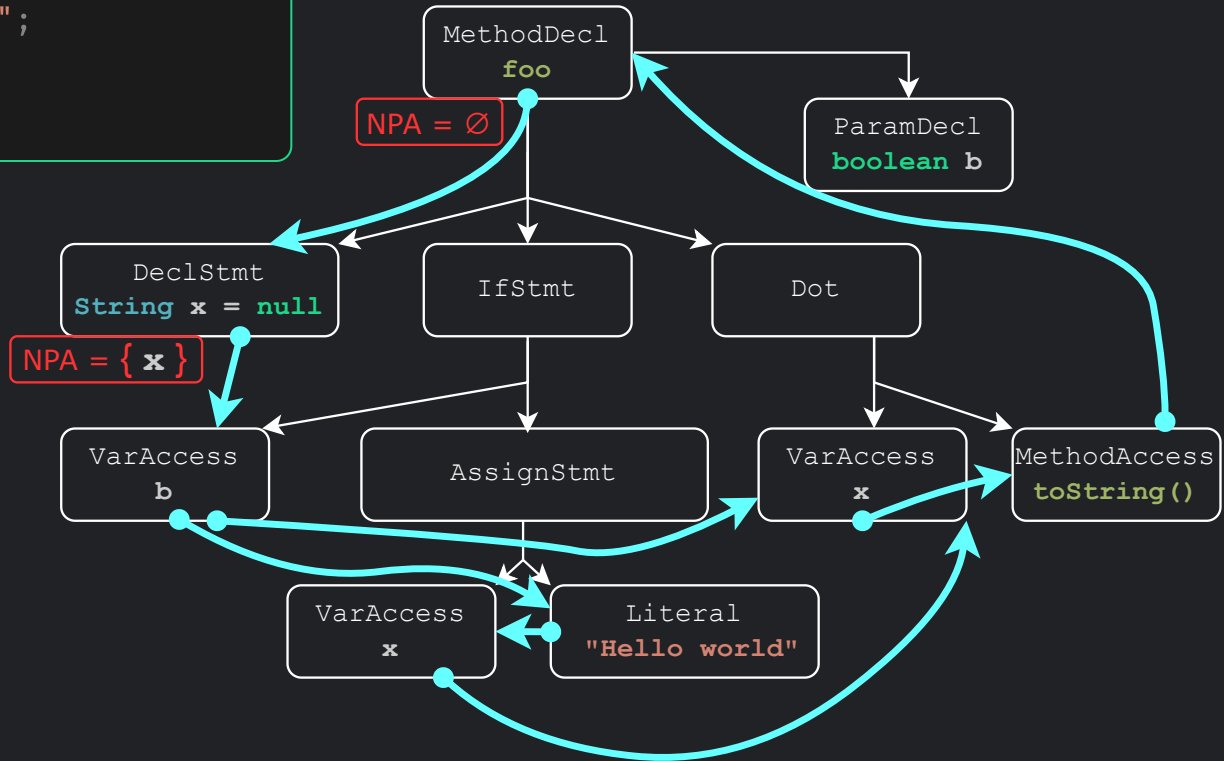 ";
MethodDecl
foo
NPA = ∅
ParamDecl
boolean b
DeclStmt
String x = null
IfStmt
Dot
NPA = { x }
VarAccess
b
AssignStmt
VarAccess
x
MethodAccess
toString()
VarAccess
x
Literal
"Hello world"